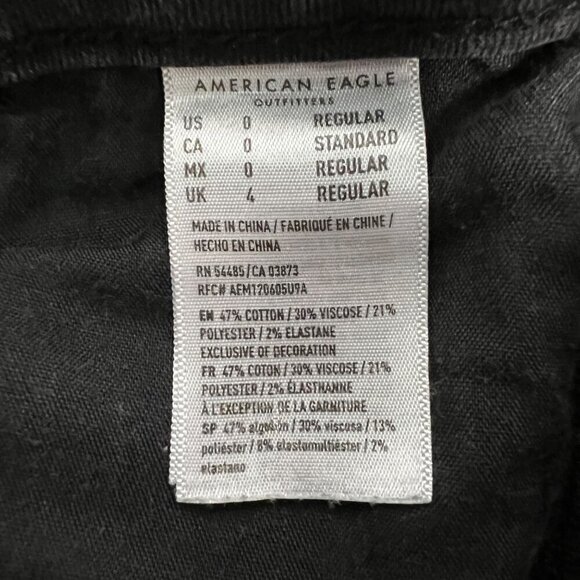 AMERICAN EAGLE
OUTFITTERS
US 0 REGULAR
CA 0 STANDARD
MX 0 REGULAR
UK 4 REGULAR
MADE IN CHINA / FABRIQUÉ EN CHINE /
HECHO EN CHINA
RN 54485/CA 03873
RFC# AEM120605U9A
EN 47% COTTON / 30% VISCOSE / 21%
POLYESTER / 2% ELASTANE
EXCLUSIVE OF DECORATION
FR 47% COTON / 30% VISCOSE / 21%
POLYESTER / 2% ÉLASTHANNE
À L'EXCEPTION DE LA GARNITURE
SP 47% algodón / 30% viscosa / 13%
poliéster / 8% elastomultiéster / 2%
elastano